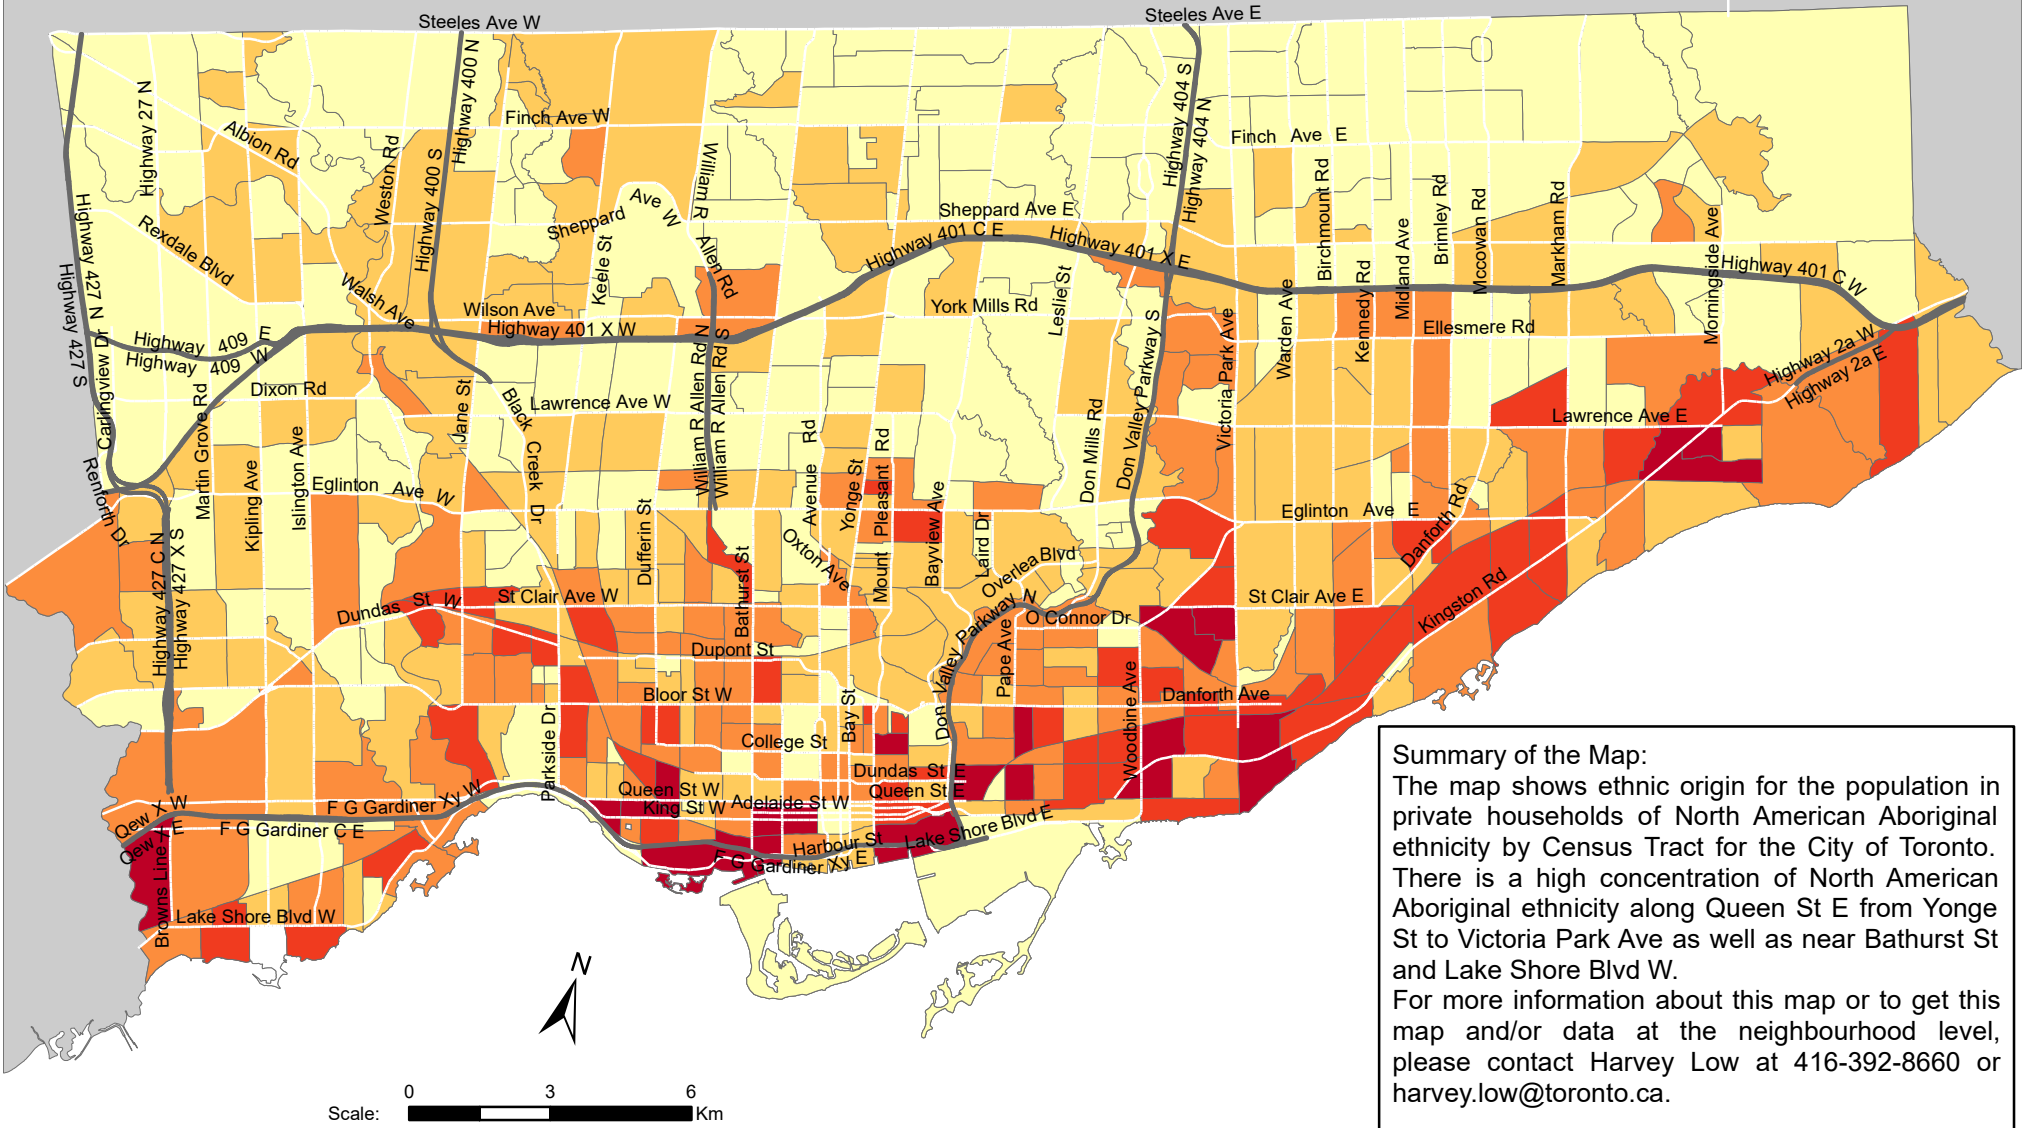 Steeles Ave W
Steeles Ave E
Highway 400 N
Highway 27 N
Finch Ave W
Albion Rd
Weston Rd
Highway 400 S
William R
Allen Rd
Highway 404 S
Highway 404 N
Finch Ave E
Birchmount Rd
Brimley Rd
Mccowan Rd
Markham Rd
Midland Ave
Kennedy Rd
Morningside Ave
Highway 427 N
Highway 427 S
Rexdale Blvd
Sheppard Ave W
Keele St
Sheppard Ave E
Highway 401 C E
Highway 401 X E
Highway 401 C W
Walsh Ave
Wilson Ave
Highway 401 X W
York Mills Rd
Leslie St
Ellesmere Rd
Warden Ave
Victoria Park Ave
Highway 409 E
Highway 409 W
Highway 2a W
Highway 2a E
Carlingview Dr
Dixon Rd
Martin Grove Rd
Jane St
Black Creek Dr
Lawrence Ave W
William R Allen Rd N
William R Allen Rd S
Don Valley Parkway S
Don Mills Rd
Lawrence Ave E
Renforth Dr
Kipling Ave
Islington Ave
Eglinton Ave W
Dufferin St
Avenue Rd
Yonge St
Mount Pleasant Rd
Bayview Ave
Laird Dr
Eglinton Ave E
Danforth Rd
Highway 427 C N
Highway 427 X S
Oxton Ave
Bathurst St
Overlea Blvd
Dundas St W
St Clair Ave W
St Clair Ave E
Kingston Rd
Don Valley Parkway N
O Connor Dr
Pape Ave
Dupont St
Bloor St W
Bay St
Don Valley
Woodbine Ave
Danforth Ave
Parkside Dr
College St
Dundas St E
Queen St W
Queen St E
King St W
Adelaide St W
Qew X W
Qew X E
F G Gardiner Xy W
F G Gardiner C E
Harbour St
Lake Shore Blvd E
F G Gardiner Xy E
Browns Line
Lake Shore Blvd W
N
0 3 6
Scale: Km
Summary of the Map:
The map shows ethnic origin for the population in
private households of North American Aboriginal
ethnicity by Census Tract for the City of Toronto.
There is a high concentration of North American
Aboriginal ethnicity along Queen St E from Yonge
St to Victoria Park Ave as well as near Bathurst St
and Lake Shore Blvd W.
For more information about this map or to get this
map and/or data at the neighbourhood level,
please contact Harvey Low at 416-392-8660 or
harvey.low@toronto.ca.